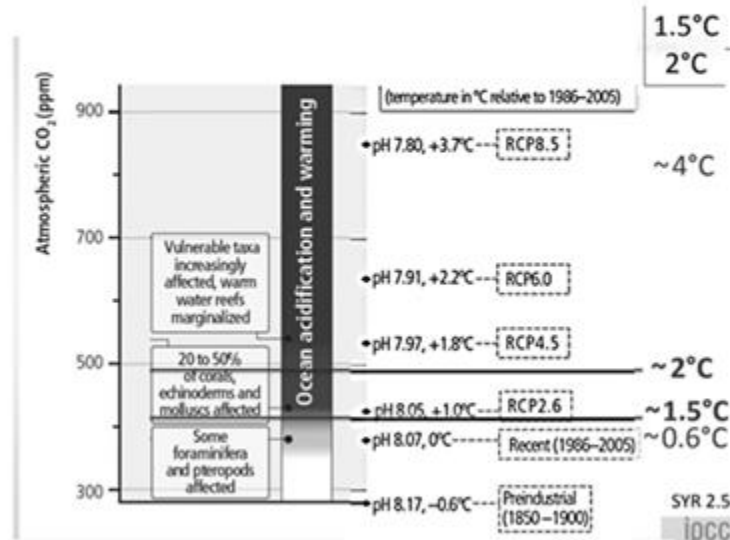 1.5°C
2°C
Atmospheric CO₂ (ppm)
900
700
500
300
Ocean acidification and warming
Vulnerable taxa
increasingly
affected, warm
water reefs
marginalized
20 to 50%
of corals,
echinoderms and
molluscs affected
Some
foraminifera
and pteropods
affected
(temperature in °C relative to 1986–2005)
pH 7.80, +3.7°C
RCP8.5
pH 7.91, +2.2°C
RCP6.0
pH 7.97, +1.8°C
RCP4.5
pH 8.05, +1.0°C
RCP2.6
pH 8.07, 0°C
Recent (1986–2005)
pH 8.17, –0.6°C
Preindustrial
(1850–1900)
~4°C
~2°C
~1.5°C
~0.6°C
SYR 2.5
ipcc